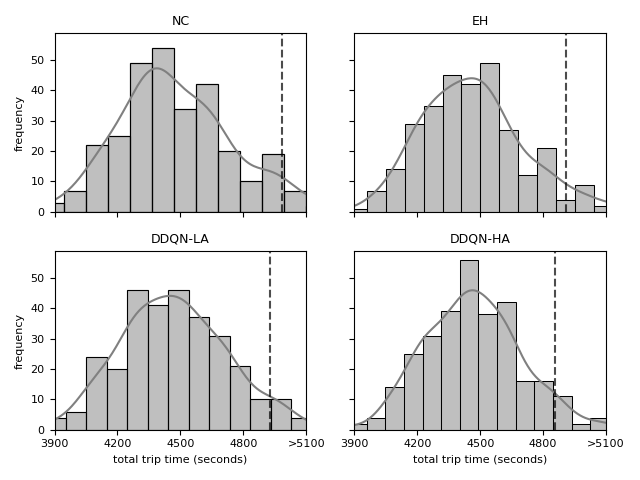 NC
EH
frequency
50
40
30
20
10
0
DDQN-LA
DDQN-HA
frequency
50
40
30
20
10
0
3900 4200 4500 4800 >5100
3900 4200 4500 4800 >5100
total trip time (seconds)
total trip time (seconds)